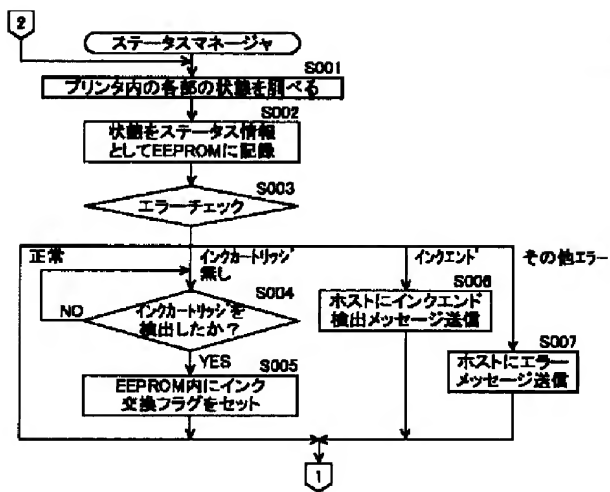 2
ステータスマネージャ
S001
プリンタ内の各部の状態を調べる
S002
状態をステータス情報
としてEEPROMに記録
S003
エラーチェック
正常
インクカートリッジ
無し
インクエンド
その他エラー
S004
インクカートリッジを
検出したか？
NO
YES
S005
EEPROM内にインク
交換フラグをセット
S006
ホストにインクエンド
検出メッセージ送信
S007
ホストにエラー
メッセージ送信
1